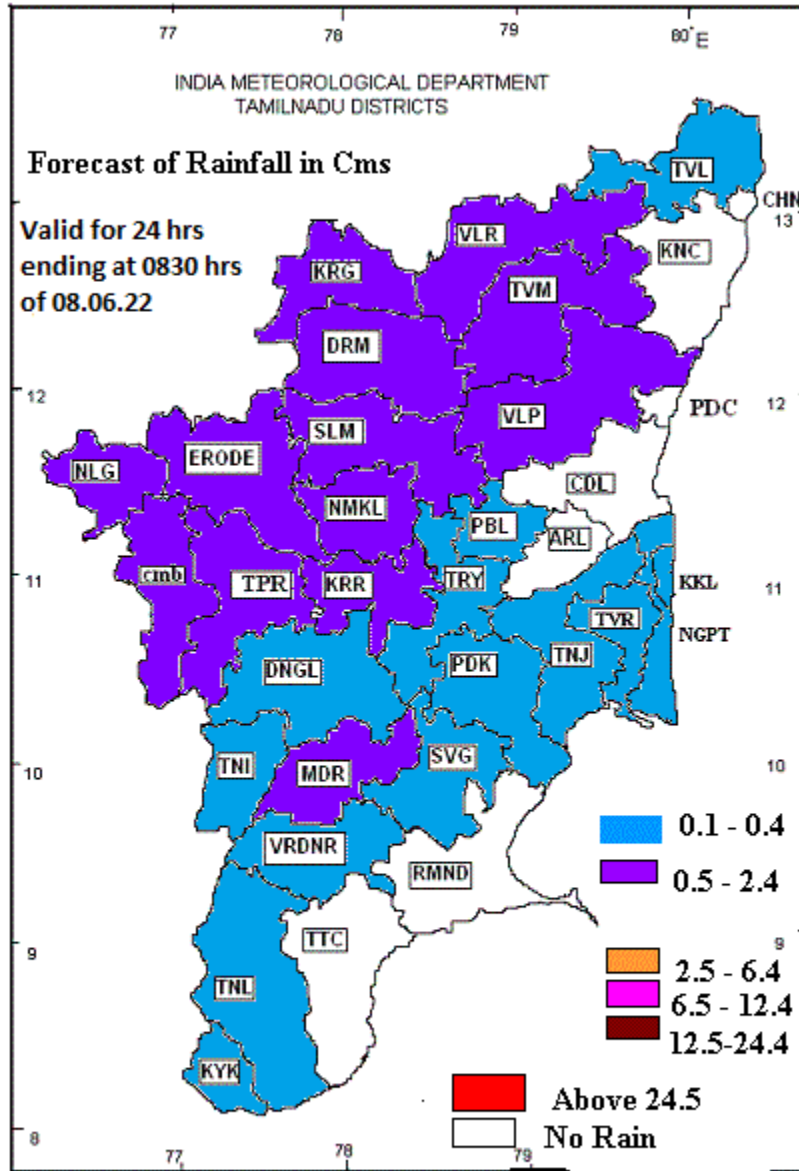 77 78 79 80° E
INDIA METEOROLOGICAL DEPARTMENT
TAMILNADU DISTRICTS
Forecast of Rainfall in Cms
TVL
CHN
13
Valid for 24 hrs
ending at 0830 hrs
of 08.06.22
VLR
KNC
KRG
TVM
DRM
12
12
PDC
SLM
VLP
ERODE
NLG
CDL
NMKL
PBL
ARL
11
cmb
TPR
KRR
TRY
KKL
11
TVR
NGPT
DNGL
PDK
TNJ
10
TNI
MDR
SVG
10
0.1 - 0.4
VRDNR
RMND
0.5 - 2.4
9
TTC
9
2.5 - 6.4
TNL
6.5 - 12.4
12.5-24.4
KYK
Above 24.5
8
No Rain
77 78 79